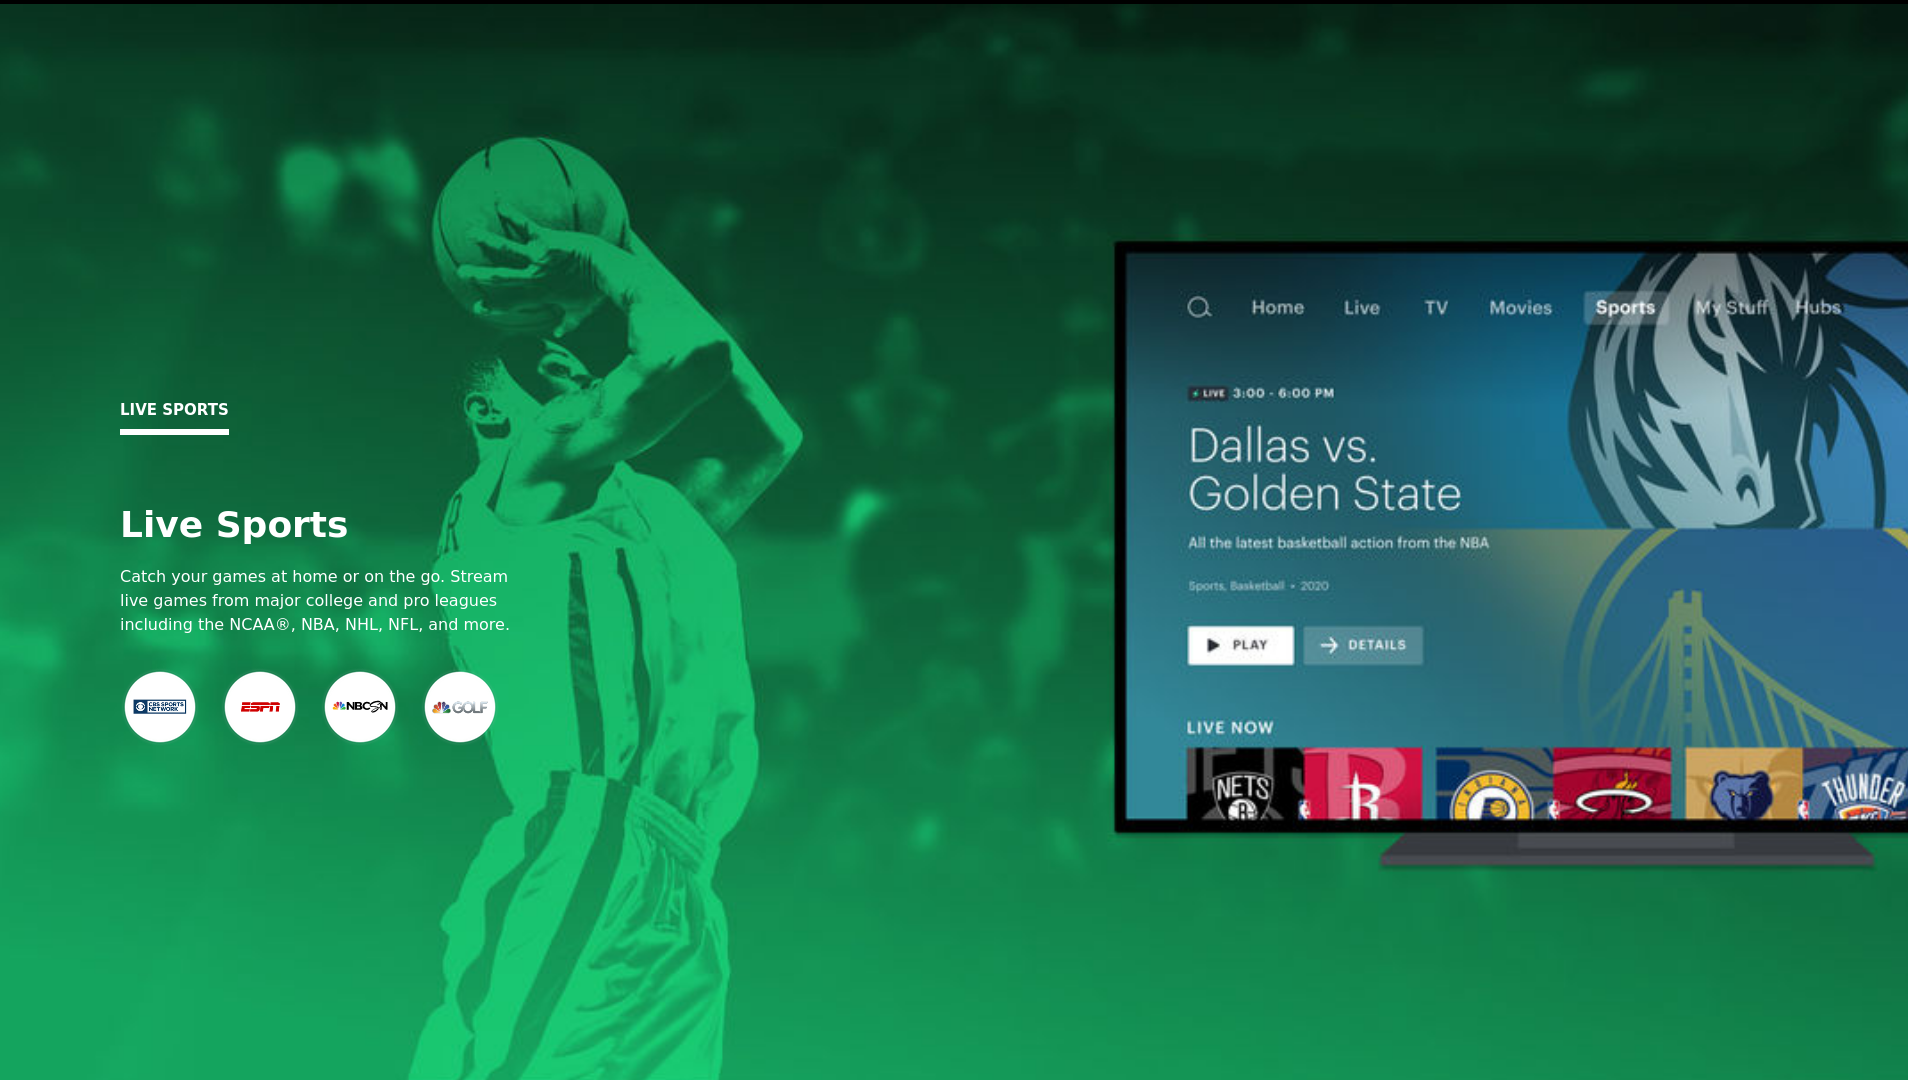 LIVE SPORTS
Live Sports
Catch your games at home or on the go. Stream
live games from major college and pro leagues
including the NCAA®, NBA, NHL, NFL, and more.
CBS SPORTS
NETWORK
ESPN
NBCSN
GOLF
Home Live TV Movies Sports My Stuff Hubs
LIVE 3:00 - 6:00 PM
Dallas vs.
Golden State
All the latest basketball action from the NBA
Sports, Basketball • 2020
PLAY DETAILS
LIVE NOW
NETS
B
R
INDIANA
THUNDER
R